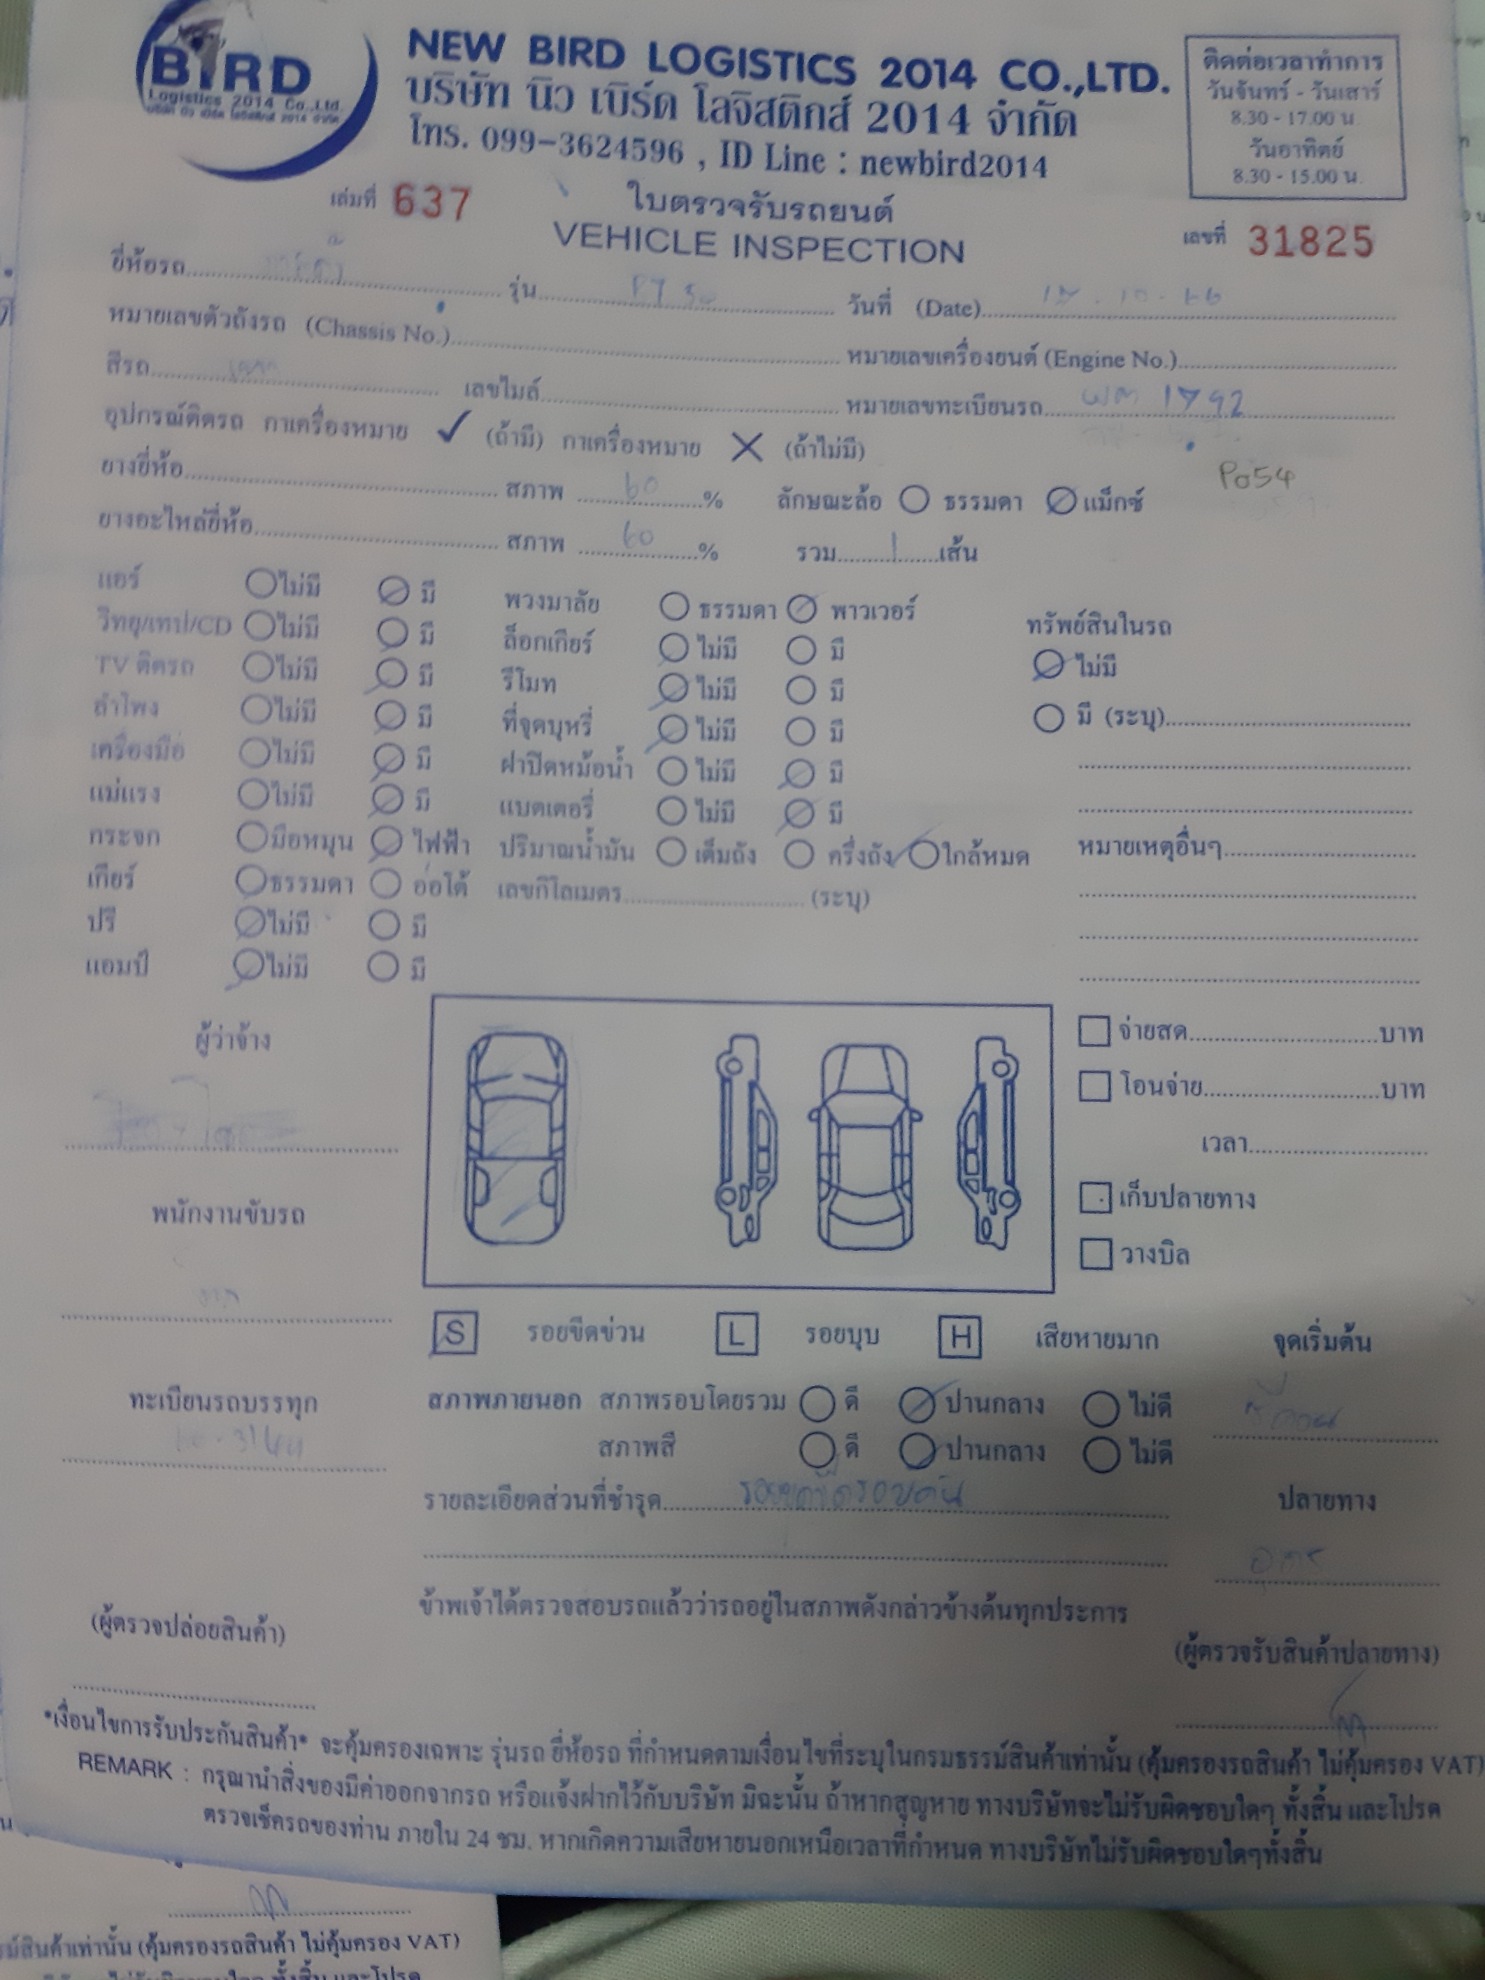 BIRD
Logistics 2014 Co.,Ltd.
บริษัท นิว เบิร์ด โลจิสติกส์ 2014 จำกัด
NEW BIRD LOGISTICS 2014 CO.,LTD.
บริษัท นิว เบิร์ด โลจิสติกส์ 2014 จำกัด
โทร. 099-3624596 , ID Line : newbird2014
ติดต่อเวลาทำการ
วันจันทร์ - วันเสาร์
8.30 - 17.00 น.
วันอาทิตย์
8.30 - 15.00 น.
เล่มที่ 637
ใบตรวจรับรถยนต์
VEHICLE INSPECTION
เลขที่ 31825
ยี่ห้อรถ รุ่น วันที่ (Date)
หมายเลขตัวถังรถ (Chassis No.) หมายเลขเครื่องยนต์ (Engine No.)
สีรถ เลขไมล์ หมายเลขทะเบียนรถ 1792
อุปกรณ์ติดรถ กาเครื่องหมาย ✓ (ถ้ามี) กาเครื่องหมาย X (ถ้าไม่มี)
Po54
ยางยี่ห้อ สภาพ 60 % ลักษณะล้อ ธรรมดา แม็กซ์
ยางอะไหล่ยี่ห้อ สภาพ 60 % รวม 1 เส้น
แอร์ ไม่มี มี พวงมาลัย ธรรมดา พาวเวอร์
วิทยุ/เทป/CD ไม่มี มี ล็อกเกียร์ ไม่มี มี ทรัพย์สินในรถ
TV ติดรถ ไม่มี มี รีโมท ไม่มี มี ไม่มี
ลำโพง ไม่มี มี ที่จุดบุหรี่ ไม่มี มี มี (ระบุ)
เครื่องมือ ไม่มี มี ฝาปิดหม้อน้ำ ไม่มี มี
แม่แรง ไม่มี มี แบตเตอรี่ ไม่มี มี
กระจก มือหมุน ไฟฟ้า ปริมาณน้ำมัน เต็มถัง ครึ่งถัง ใกล้หมด หมายเหตุอื่นๆ
เกียร์ ธรรมดา ออโต้ เลขกิโลเมตร (ระบุ)
ปรี ไม่มี มี
แอมป์ ไม่มี มี
ผู้ว่าจ้าง
จ่ายสด บาท
โอนจ่าย บาท
เวลา
เก็บปลายทาง
วางบิล
พนักงานขับรถ
S รอยขีดข่วน L รอยบุบ H เสียหายมาก จุดเริ่มต้น
ทะเบียนรถบรรทุก
สภาพภายนอก สภาพรอบโดยรวม ดี ปานกลาง ไม่ดี
สภาพสี ดี ปานกลาง ไม่ดี
รายละเอียดส่วนที่ชำรุด ปลายทาง
อุดร
ข้าพเจ้าได้ตรวจสอบรถแล้วว่ารถอยู่ในสภาพดังกล่าวข้างต้นทุกประการ
(ผู้ตรวจปล่อยสินค้า) (ผู้ตรวจรับสินค้าปลายทาง)
*เงื่อนไขการรับประกันสินค้า* จะคุ้มครองเฉพาะ รุ่นรถ ยี่ห้อรถ ที่กำหนดตามเงื่อนไขที่ระบุในกรมธรรม์สินค้าเท่านั้น (คุ้มครองรถสินค้า ไม่คุ้มครอง VAT)
REMARK : กรุณานำสิ่งของมีค่าออกจากรถ หรือแจ้งฝากไว้กับบริษัท มิฉะนั้น ถ้าหากสูญหาย ทางบริษัทจะไม่รับผิดชอบใดๆ ทั้งสิ้น และโปรด
ตรวจเช็ครถของท่าน ภายใน 24 ชม. หากเกิดความเสียหายนอกเหนือเวลาที่กำหนด ทางบริษัทไม่รับผิดชอบใดๆทั้งสิ้น
สินค้าเท่านั้น (คุ้มครองรถสินค้า ไม่คุ้มครอง VAT)
ทั้งสิ้น และโปรด